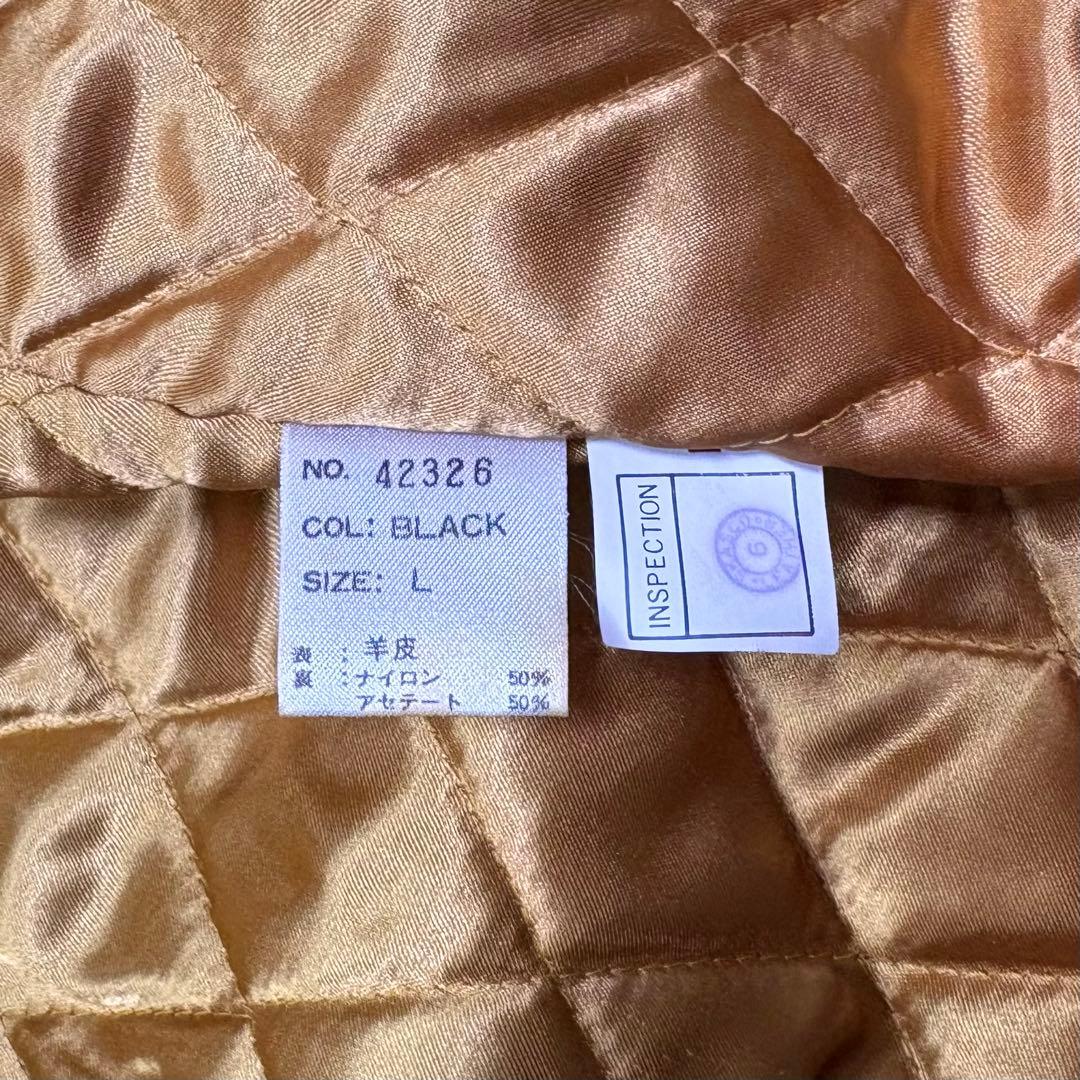 NO. 42326
COL: BLACK
SIZE: L
表 : 羊皮
裏 : ナイロン 50%
アセテート 50%
INSPECTION
6